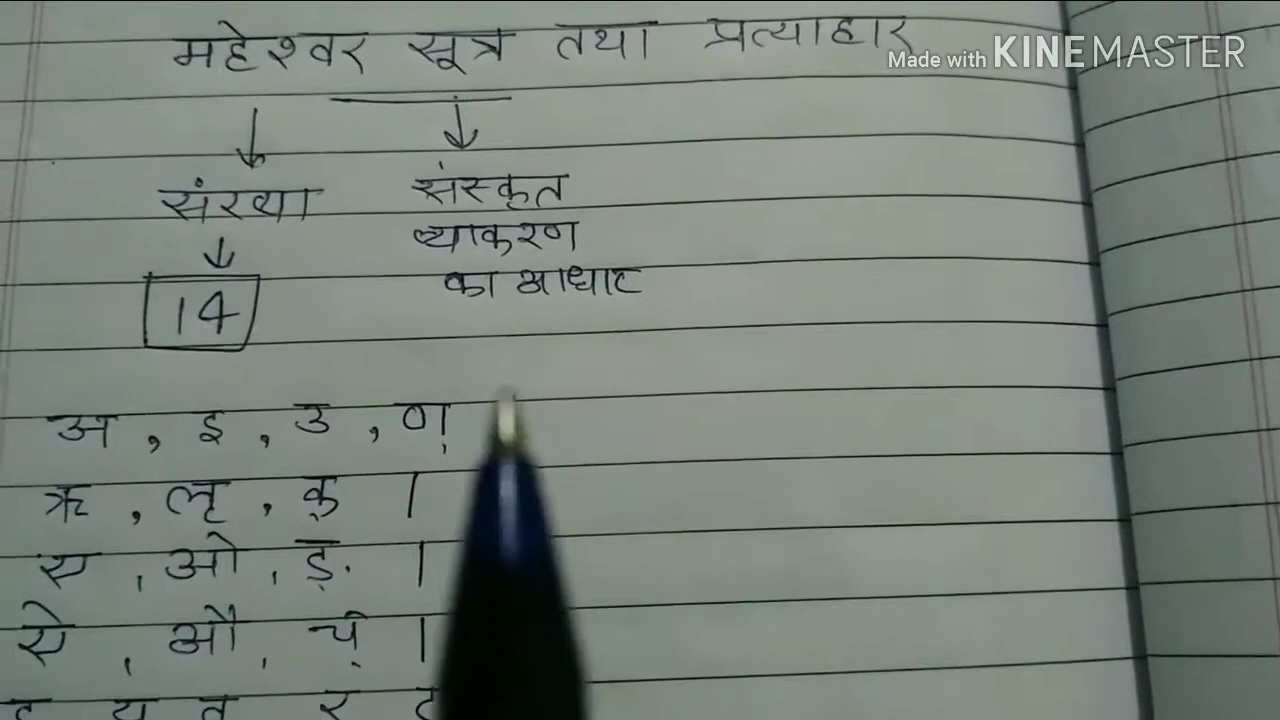 महेश्वर सूत्र तथा प्रत्याहार
Made with KINEMASTER
संख्या
संस्कृत
व्याकरण
का आधार
14
अ , इ , उ , ण्
ऋ , लृ , क् |
ए , ओ , ङ् |
ऐ , औ , च् |
ह य व र ट